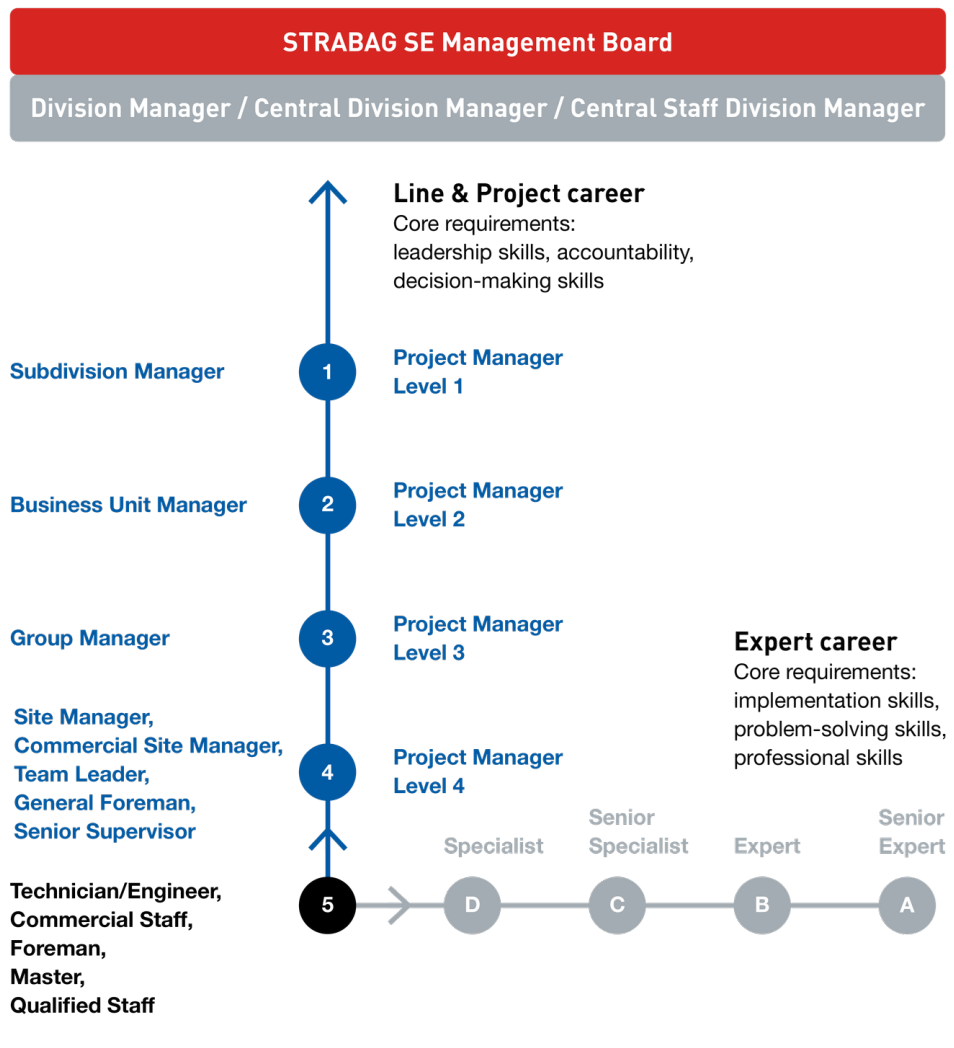 STRABAG SE Management Board
Division Manager / Central Division Manager / Central Staff Division Manager
Line & Project career
Core requirements:
leadership skills, accountability,
decision-making skills
Subdivision Manager
1
Project Manager
Level 1
Business Unit Manager
2
Project Manager
Level 2
Group Manager
3
Project Manager
Level 3
Expert career
Core requirements:
implementation skills,
problem-solving skills,
professional skills
Site Manager,
Commercial Site Manager,
Team Leader,
General Foreman,
Senior Supervisor
4
Project Manager
Level 4
Technician/Engineer,
Commercial Staff,
Foreman,
Master,
Qualified Staff
5
Specialist
D
Senior
Specialist
C
Expert
B
Senior
Expert
A